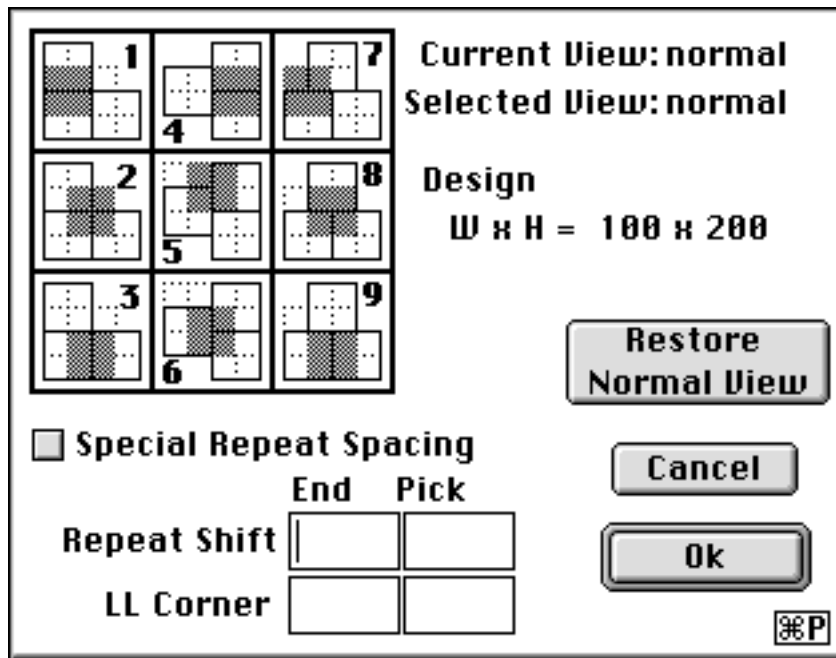 1
4
7
2
5
8
3
6
9
Current View: normal
Selected View: normal
Design
W x H = 100 x 200
Restore
Normal View
Special Repeat Spacing
End Pick
Repeat Shift
LL Corner
Cancel
Ok
⌘P